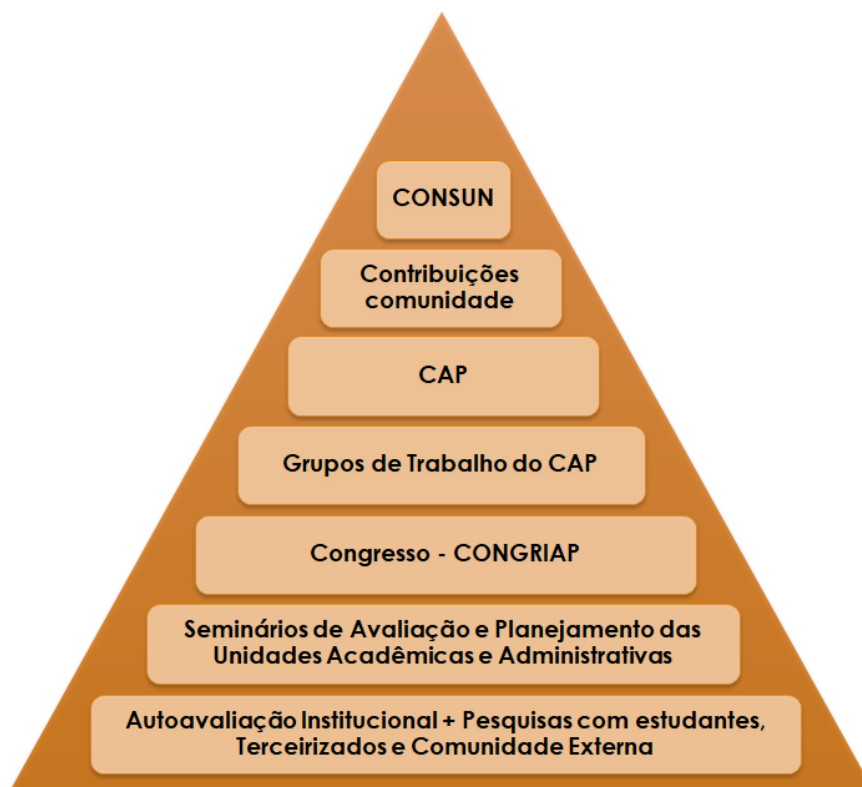 CONSUN
Contribuições
comunidade
CAP
Grupos de Trabalho do CAP
Congresso - CONGRIAP
Seminários de Avaliação e Planejamento das
Unidades Acadêmicas e Administrativas
Autoavaliação Institucional + Pesquisas com estudantes,
Terceirizados e Comunidade Externa